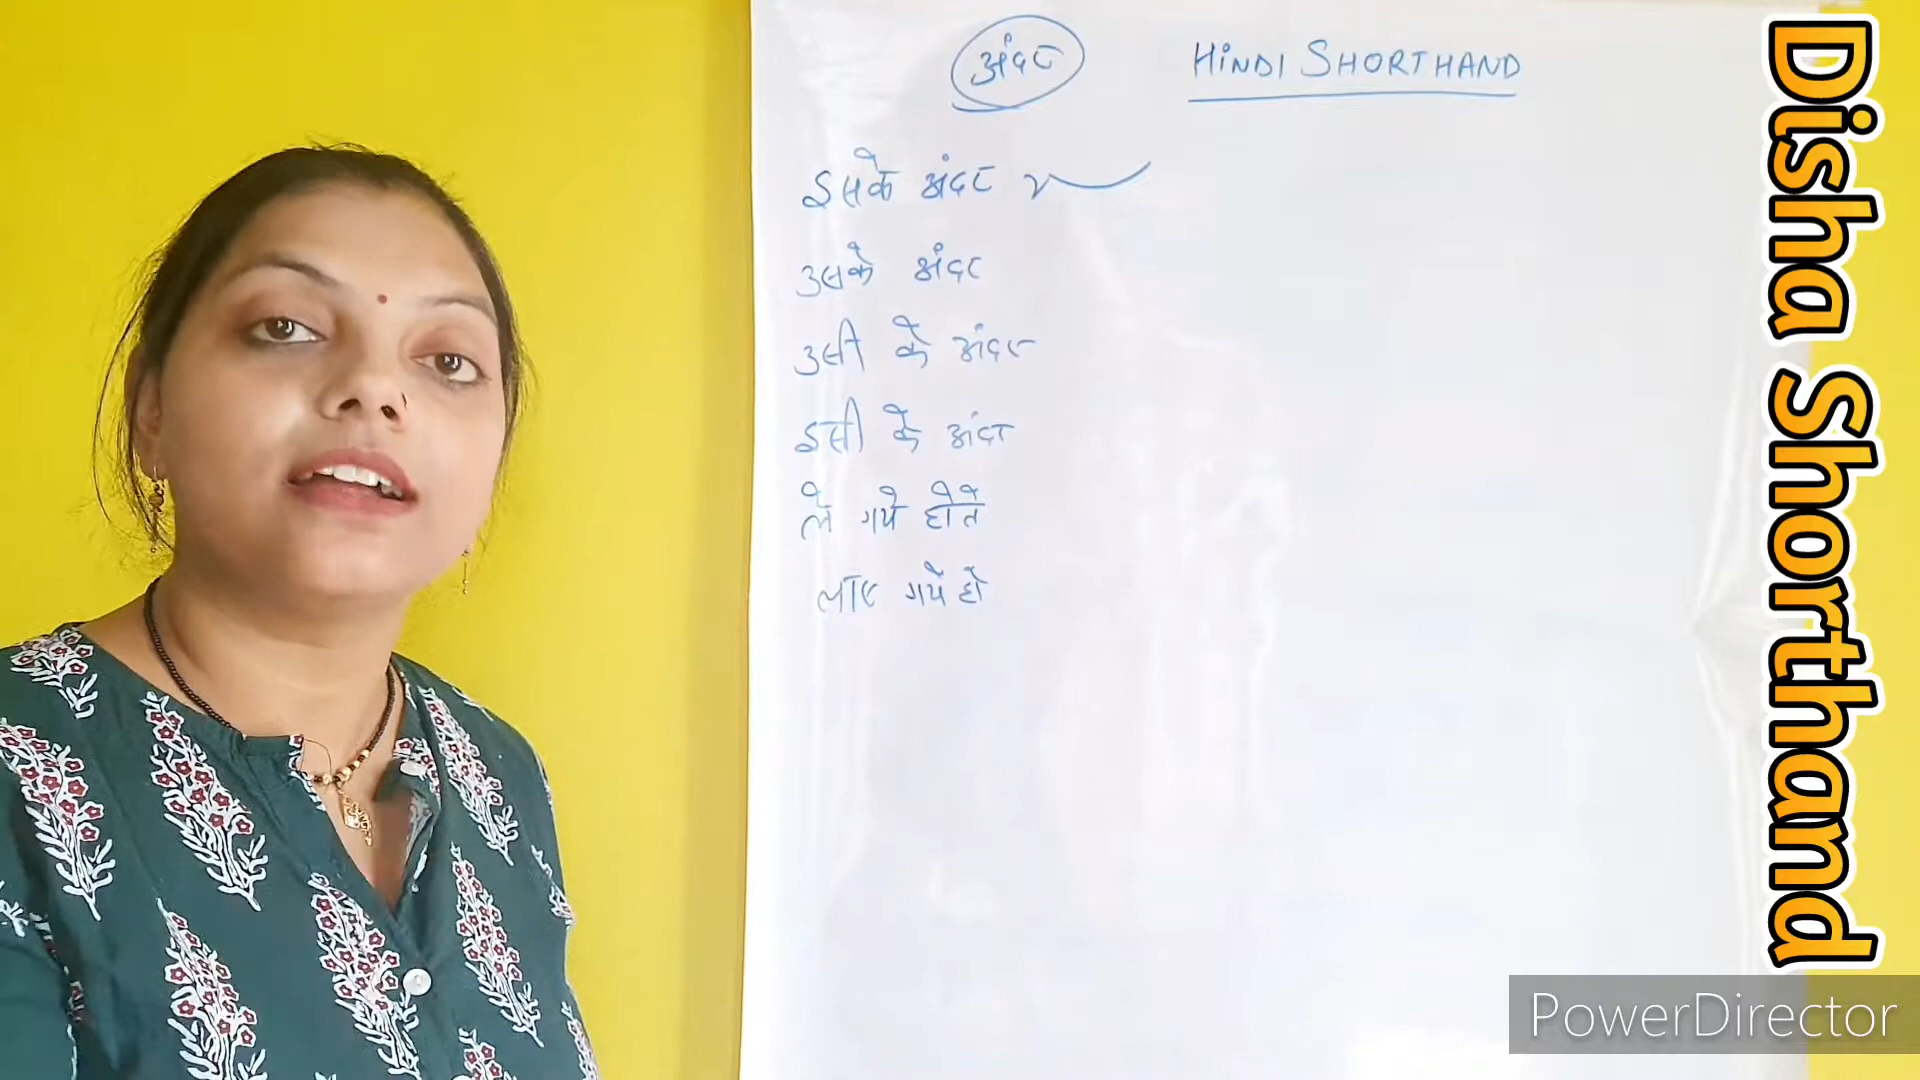 अंदर
HINDI SHORTHAND
इसके अंदर
उसके अंदर
उसी के अंदर
इसी के अंदर
ले गये होते
लाए गये हो
Disha Shorthand
PowerDirector